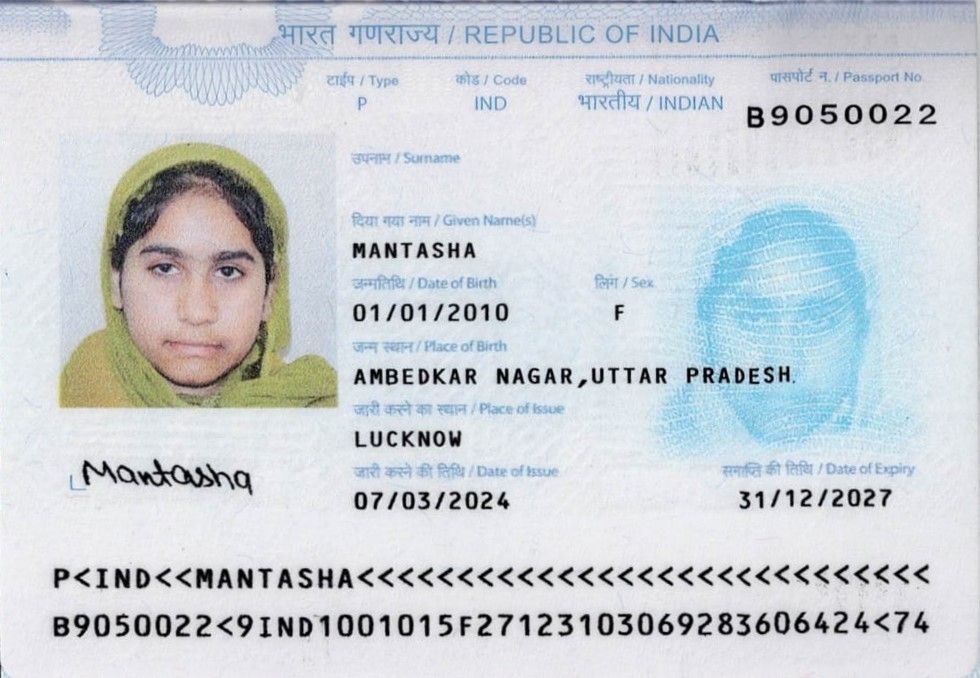 भारत गणराज्य / REPUBLIC OF INDIA
टाईप / Type कोड / Code राष्ट्रीयता / Nationality पासपोर्ट न. / Passport No.
P IND भारतीय / INDIAN B9050022
उपनाम / Surname
दिया गया नाम / Given Name(s)
MANTASHA
जन्मतिथि / Date of Birth लिंग / Sex
01/01/2010 F
जन्म स्थान / Place of Birth
AMBEDKAR NAGAR,UTTAR PRADESH
जारी करने का स्थान / Place of Issue
LUCKNOW
Mantasha
जारी करने की तिथि / Date of Issue समाप्ति की तिथि / Date of Expiry
07/03/2024 31/12/2027
P<IND<<MANTASHA<<<<<<<<<<<<<<<<<<<<<<<<<<<<<
B9050022<9IND1001015F27123103069283606424<74